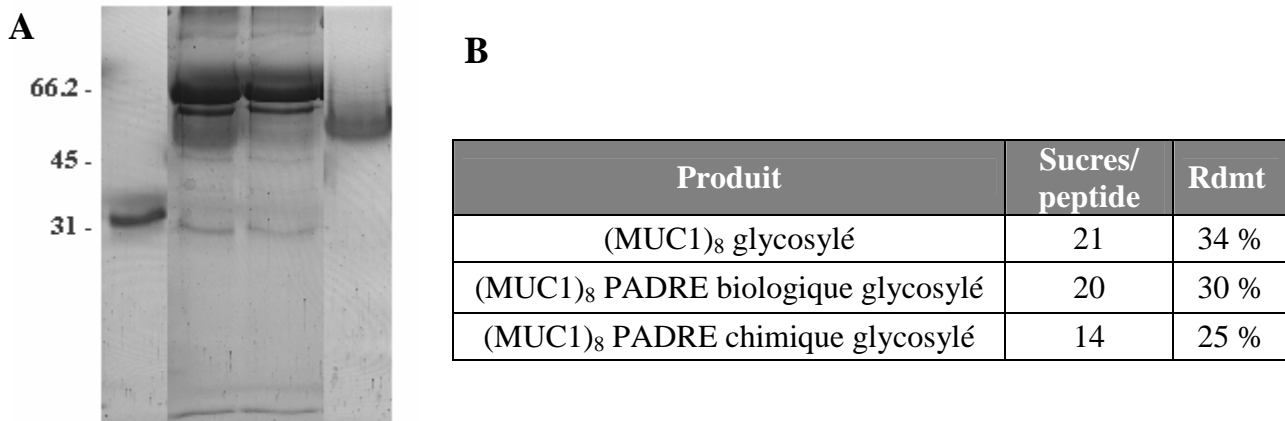 A
B
66.2 -
45 -
31 -
Produit Sucres/ peptide Rdmt
(MUC1)₈ glycosylé 21 34 %
(MUC1)₈ PADRE biologique glycosylé 20 30 %
(MUC1)₈ PADRE chimique glycosylé 14 25 %